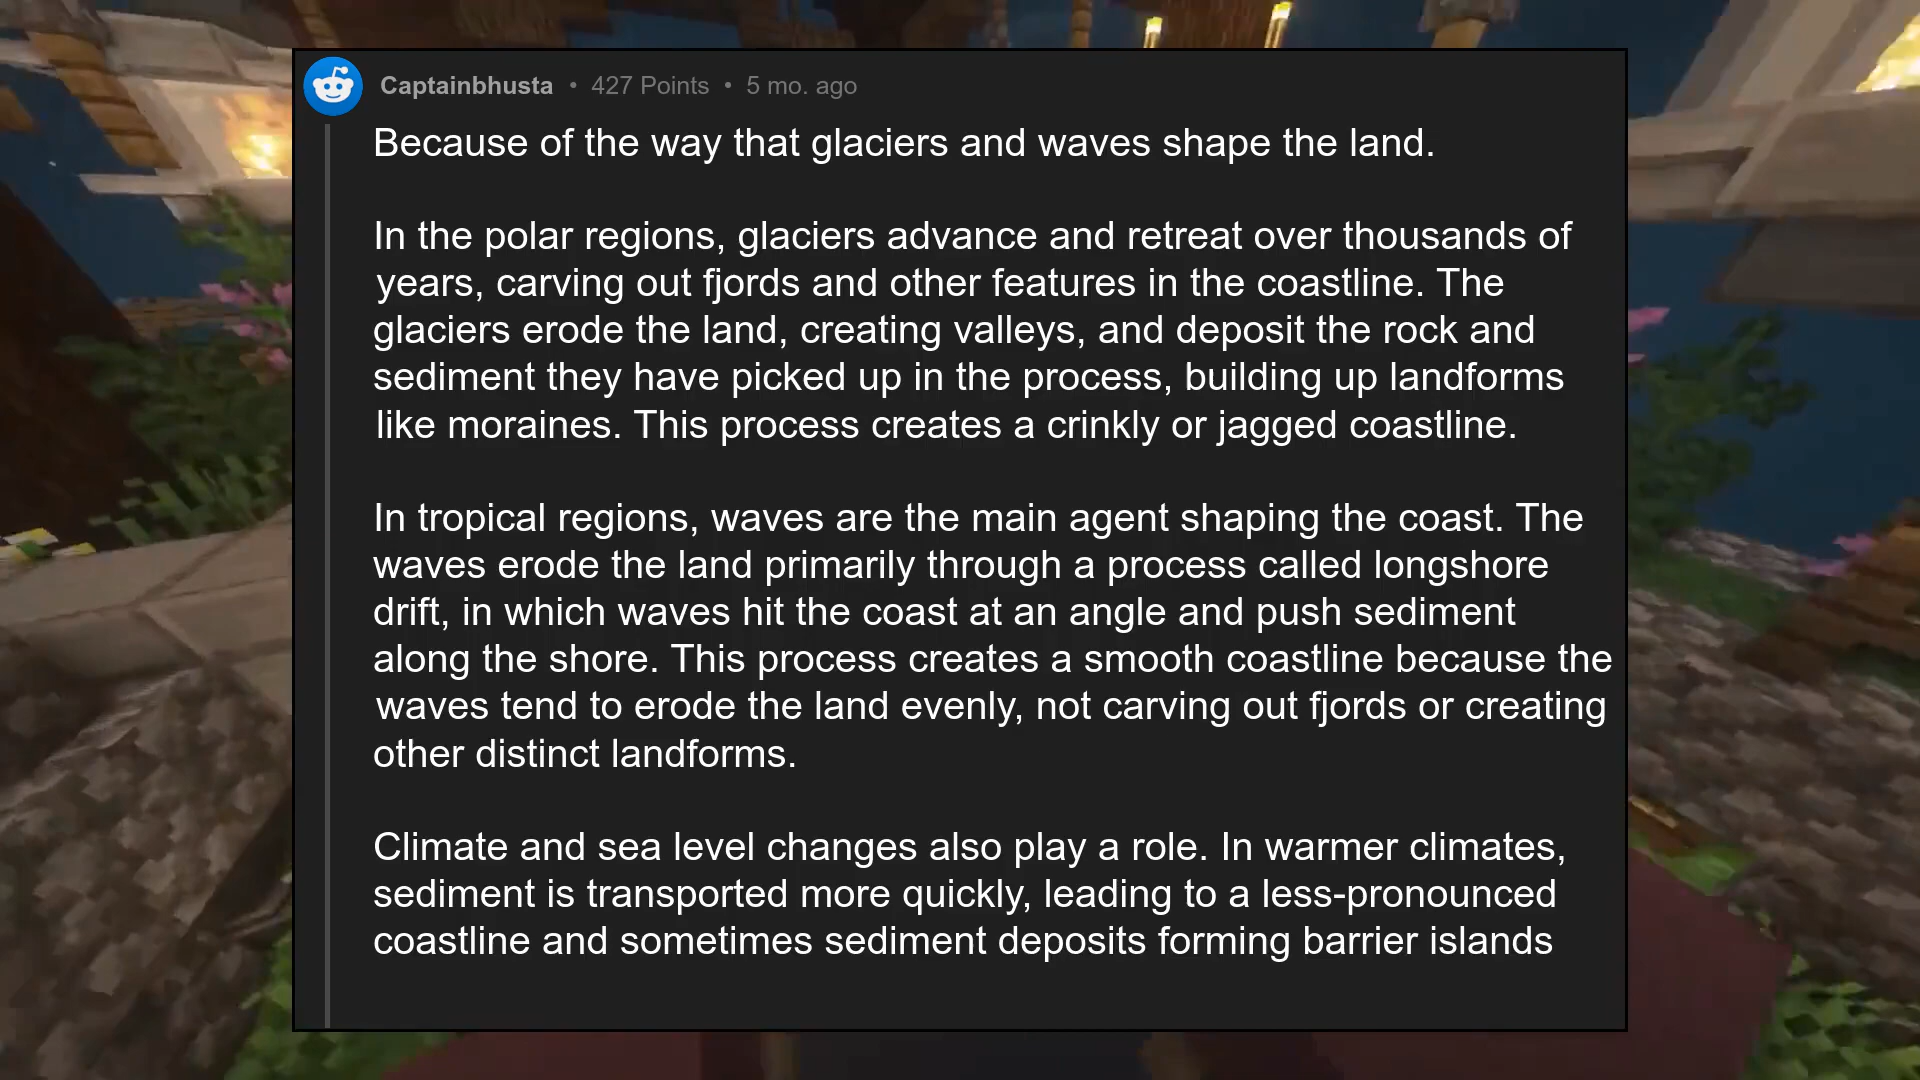 Captainbhusta • 427 Points • 5 mo. ago
Because of the way that glaciers and waves shape the land.
In the polar regions, glaciers advance and retreat over thousands of
years, carving out fjords and other features in the coastline. The
glaciers erode the land, creating valleys, and deposit the rock and
sediment they have picked up in the process, building up landforms
like moraines. This process creates a crinkly or jagged coastline.
In tropical regions, waves are the main agent shaping the coast. The
waves erode the land primarily through a process called longshore
drift, in which waves hit the coast at an angle and push sediment
along the shore. This process creates a smooth coastline because the
waves tend to erode the land evenly, not carving out fjords or creating
other distinct landforms.
Climate and sea level changes also play a role. In warmer climates,
sediment is transported more quickly, leading to a less-pronounced
coastline and sometimes sediment deposits forming barrier islands